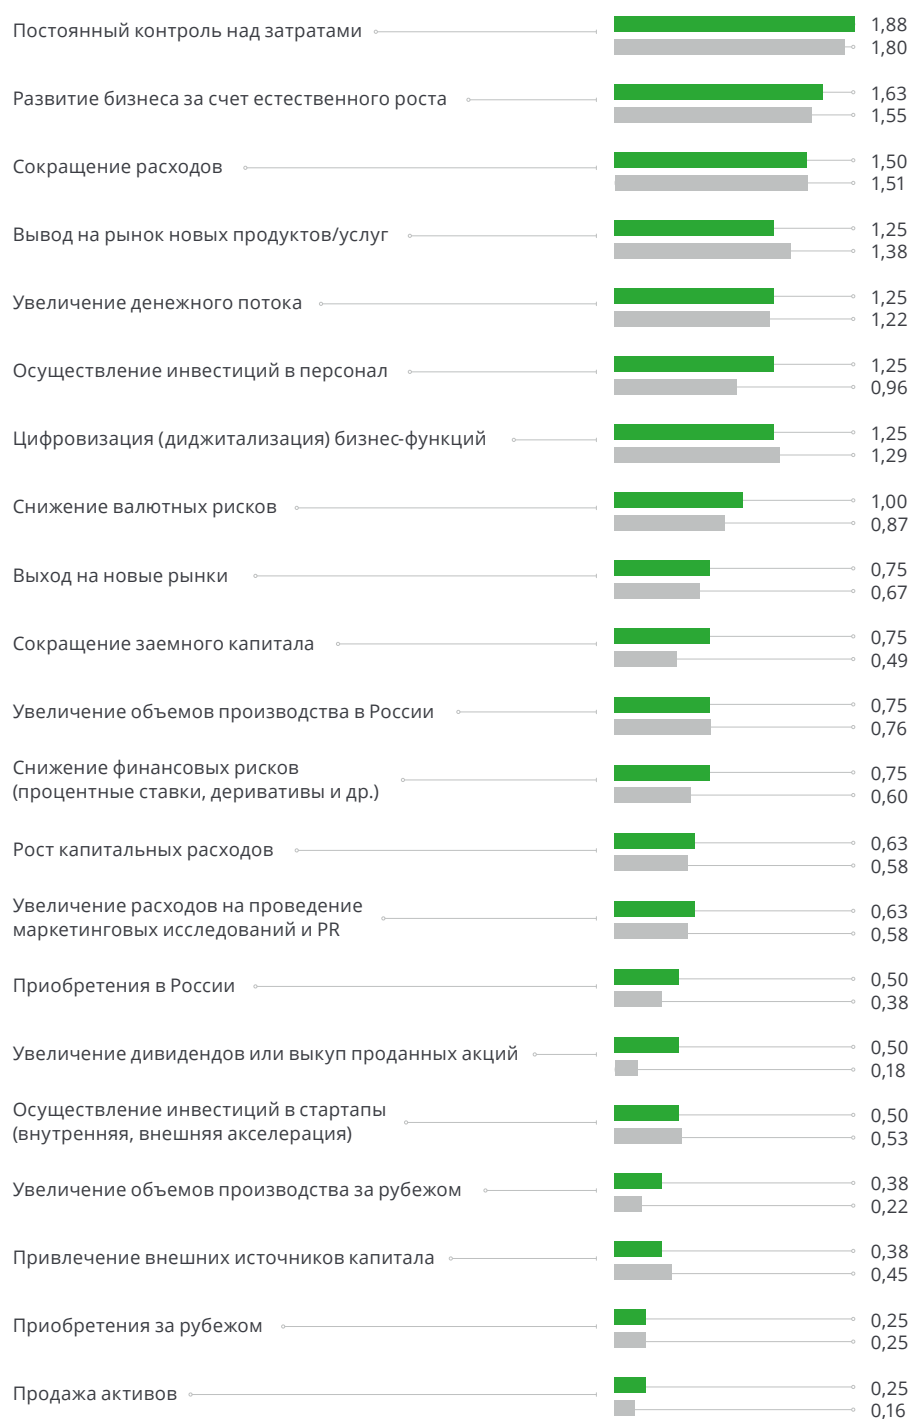 Постоянный контроль над затратами
1,88
1,80
Развитие бизнеса за счет естественного роста
1,63
1,55
Сокращение расходов
1,50
1,51
Вывод на рынок новых продуктов/услуг
1,25
1,38
Увеличение денежного потока
1,25
1,22
Осуществление инвестиций в персонал
1,25
0,96
Цифровизация (диджитализация) бизнес-функций
1,25
1,29
Снижение валютных рисков
1,00
0,87
Выход на новые рынки
0,75
0,67
Сокращение заемного капитала
0,75
0,49
Увеличение объемов производства в России
0,75
0,76
Снижение финансовых рисков
(процентные ставки, деривативы и др.)
0,75
0,60
Рост капитальных расходов
0,63
0,58
Увеличение расходов на проведение
маркетинговых исследований и PR
0,63
0,58
Приобретения в России
0,50
0,38
Увеличение дивидендов или выкуп проданных акций
0,50
0,18
Осуществление инвестиций в стартапы
(внутренняя, внешняя акселерация)
0,50
0,53
Увеличение объемов производства за рубежом
0,38
0,22
Привлечение внешних источников капитала
0,38
0,45
Приобретения за рубежом
0,25
0,25
Продажа активов
0,25
0,16